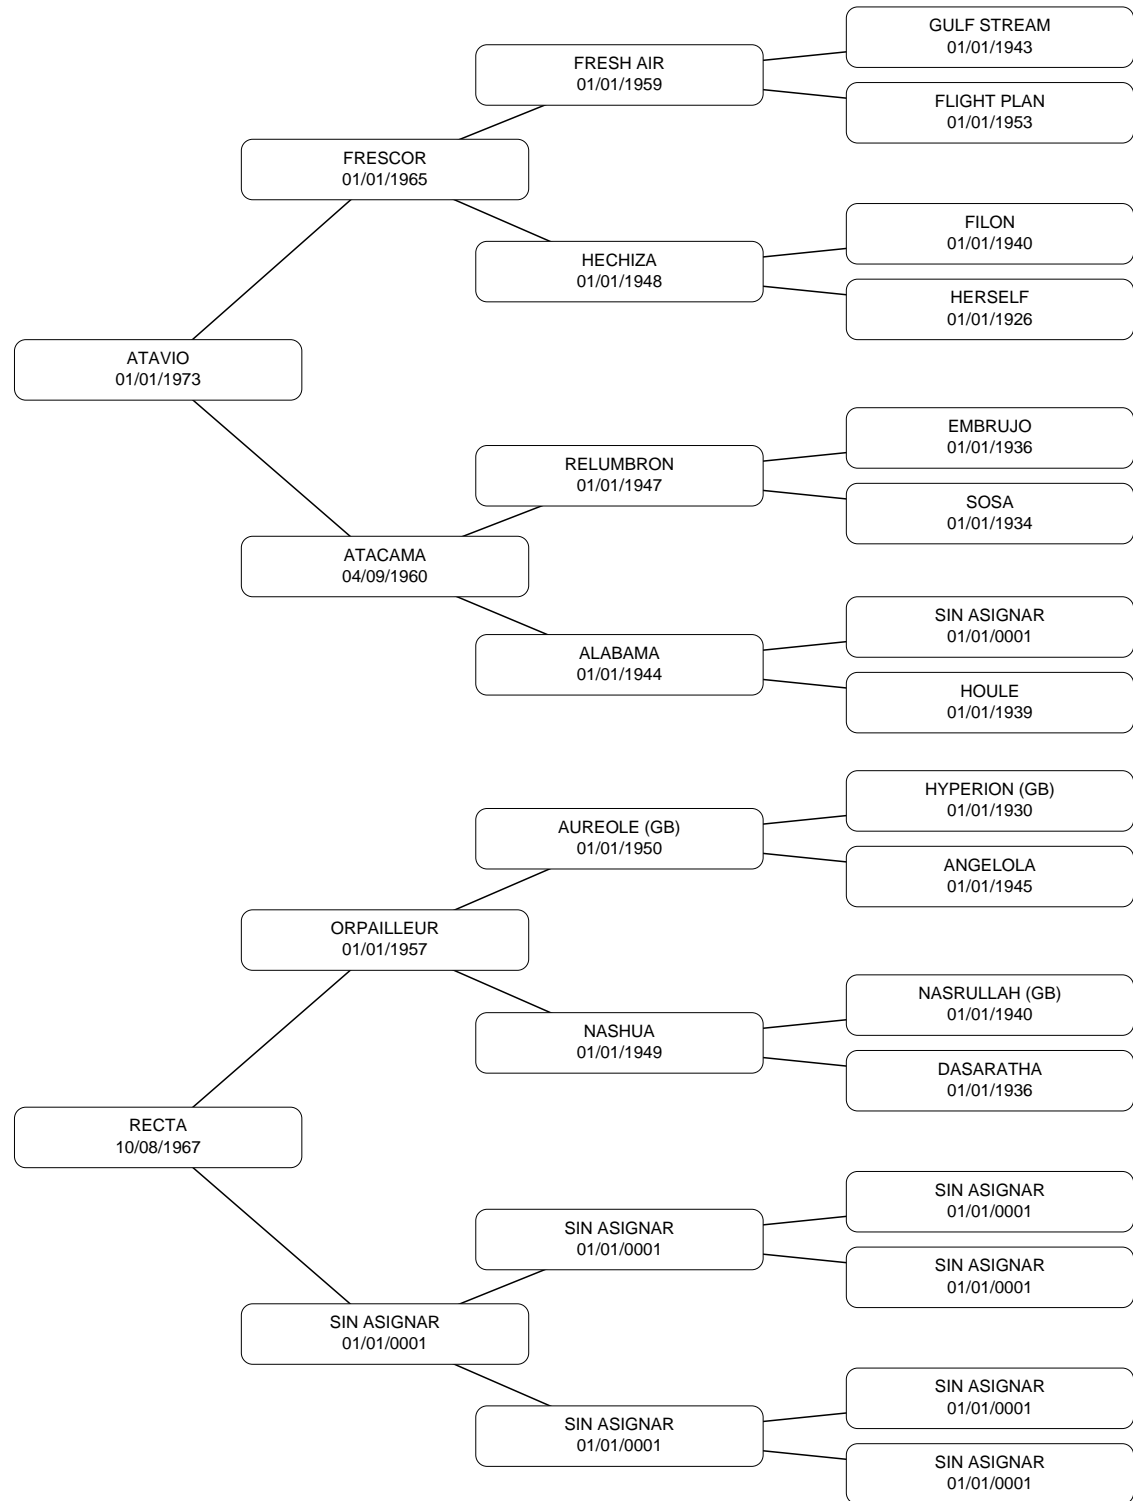 GULF STREAM
01/01/1943
FRESH AIR
01/01/1959
FLIGHT PLAN
01/01/1953
FRESCOR
01/01/1965
FILON
01/01/1940
HECHIZA
01/01/1948
HERSELF
01/01/1926
ATAVIO
01/01/1973
EMBRUJO
01/01/1936
RELUMBRON
01/01/1947
SOSA
01/01/1934
ATACAMA
04/09/1960
SIN ASIGNAR
01/01/0001
ALABAMA
01/01/1944
HOULE
01/01/1939
HYPERION (GB)
01/01/1930
AUREOLE (GB)
01/01/1950
ANGELOLA
01/01/1945
ORPAILLEUR
01/01/1957
NASRULLAH (GB)
01/01/1940
NASHUA
01/01/1949
DASARATHA
01/01/1936
RECTA
10/08/1967
SIN ASIGNAR
01/01/0001
SIN ASIGNAR
01/01/0001
SIN ASIGNAR
01/01/0001
SIN ASIGNAR
01/01/0001
SIN ASIGNAR
01/01/0001
SIN ASIGNAR
01/01/0001
SIN ASIGNAR
01/01/0001